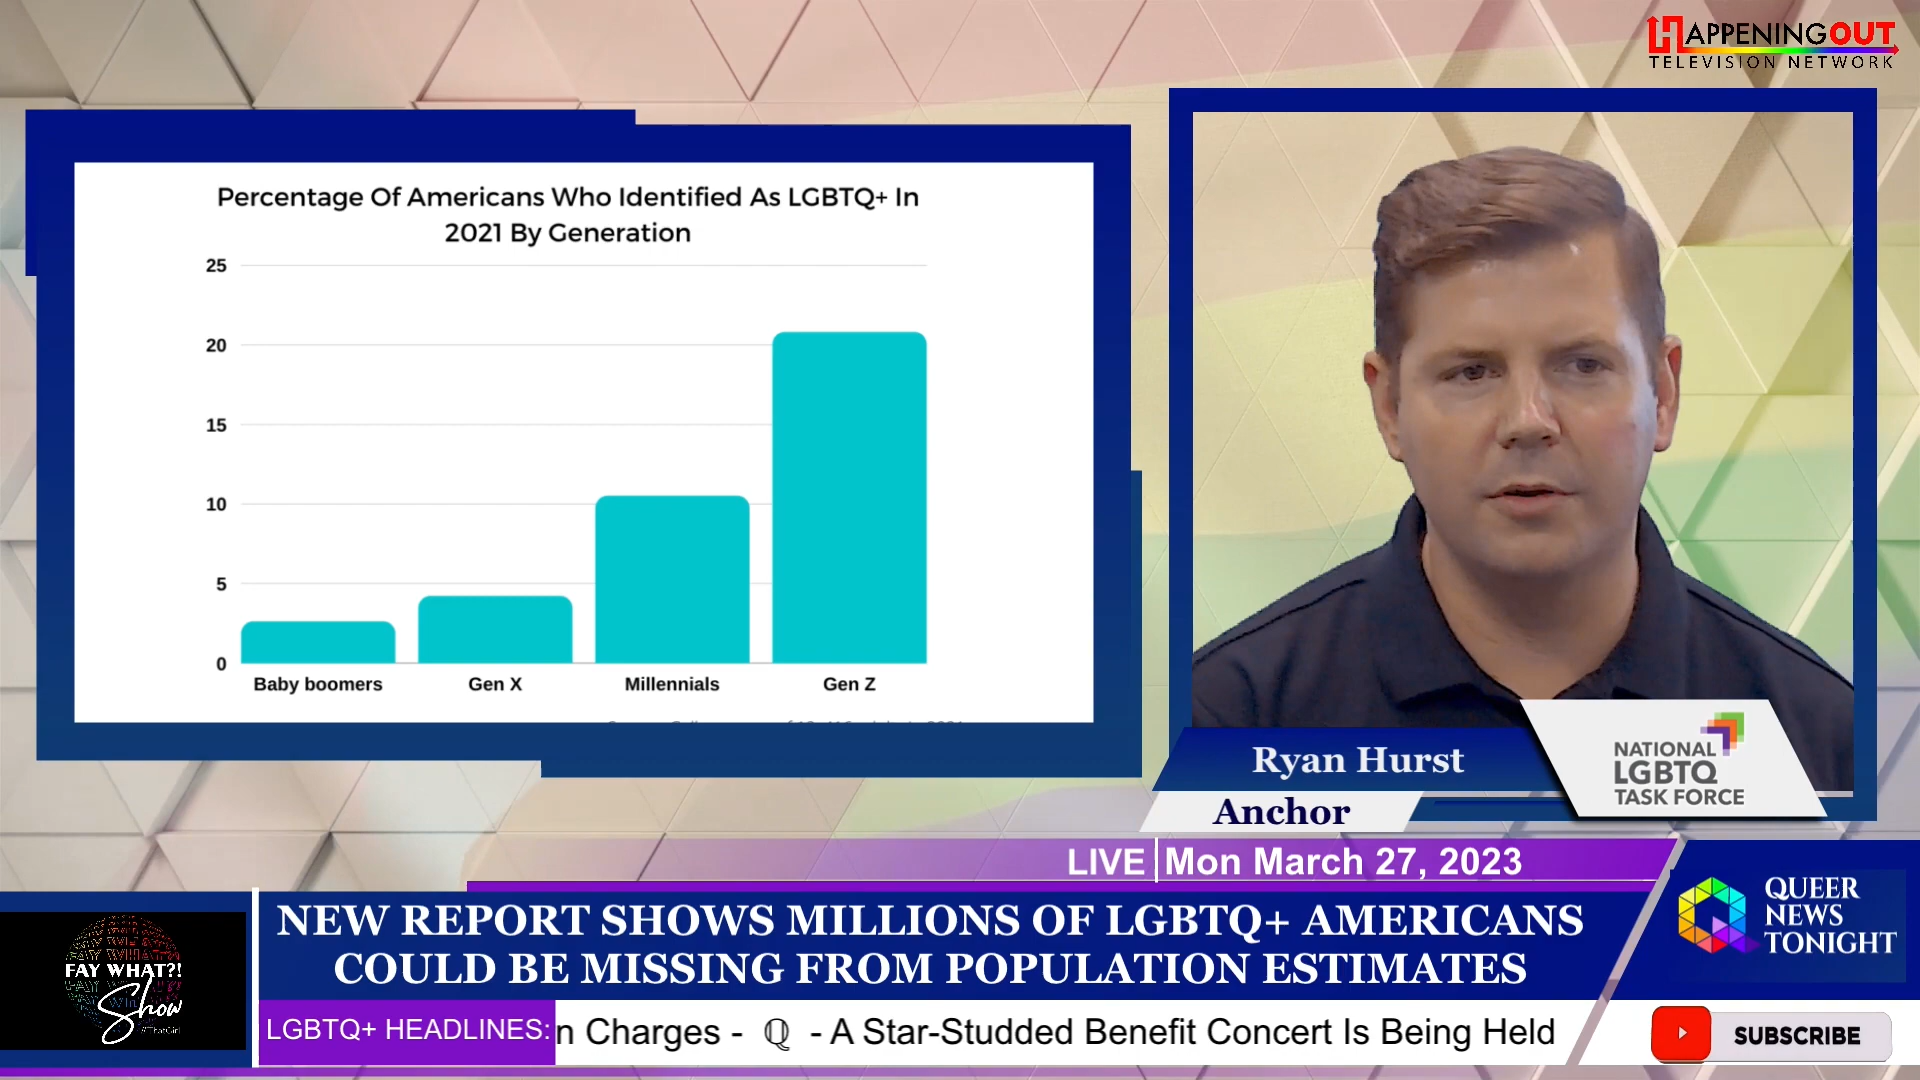 HAPPENINGOUT
TELEVISION NETWORK
Percentage Of Americans Who Identified As LGBTQ+ In
2021 By Generation
25
20
15
10
5
0
Baby boomers
Gen X
Millennials
Gen Z
Ryan Hurst
Anchor
NATIONAL
LGBTQ
TASK FORCE
LIVE
Mon March 27, 2023
NEW REPORT SHOWS MILLIONS OF LGBTQ+ AMERICANS
COULD BE MISSING FROM POPULATION ESTIMATES
QUEER
NEWS
TONIGHT
FAY WHAT?!
Show
#ThatGirl
LGBTQ+ HEADLINES:
n Charges - ℚ - A Star-Studded Benefit Concert Is Being Held
SUBSCRIBE